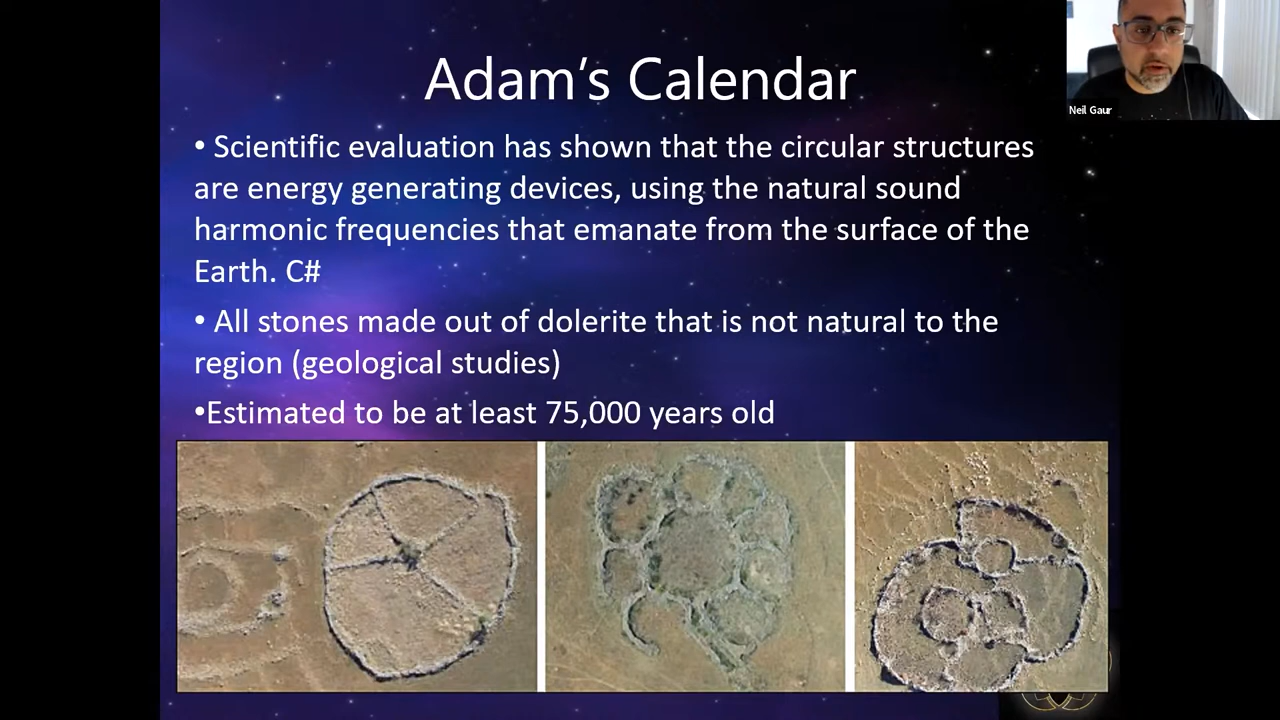 Adam's Calendar
Neil Gaur
• Scientific evaluation has shown that the circular structures
are energy generating devices, using the natural sound
harmonic frequencies that emanate from the surface of the
Earth. C#
• All stones made out of dolerite that is not natural to the
region (geological studies)
•Estimated to be at least 75,000 years old